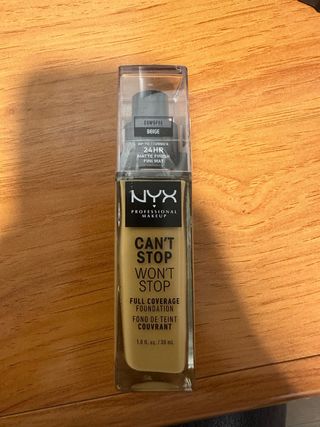 BEIGE
24HR
MATTE FINISH
FINI MAT
NYX
PROFESSIONAL
MAKEUP
CAN'T
STOP
WON'T
STOP
FULL COVERAGE
FOUNDATION
FOND DE TEINT
COUVRANT
1.0 fl. oz. / 30 mL